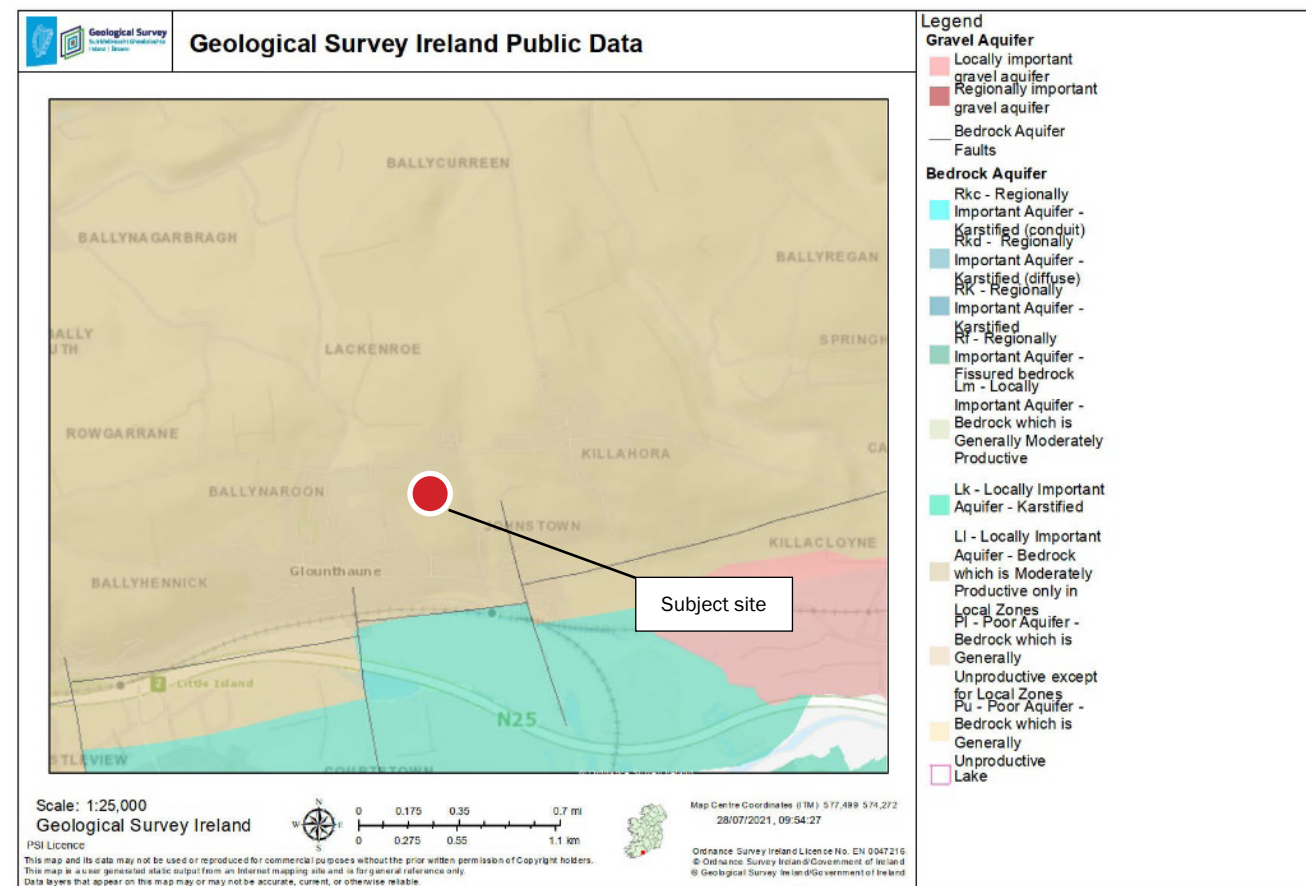 Geological Survey
Ireland | Éireann
Geological Survey Ireland Public Data
BALLYCURREEN
BALLYNAGARBRAGH
BALLYREGAN
BALLY
UTH
LACKENROE
SPRINGH
ROWGARRANE
KILLAHORA
CA
BALLYNAROON
JOHNSTOWN
KILLACLOYNE
Glounthaune
BALLYHENNICK
Subject site
2 Little Island
N25
STLEVIEW
COURTSTOWN
Legend
Gravel Aquifer
Locally important
gravel aquifer
Regionally important
gravel aquifer
Bedrock Aquifer
Faults
Bedrock Aquifer
Rkc - Regionally
Important Aquifer -
Karstified (conduit)
Rkd - Regionally
Important Aquifer -
Karstified (diffuse)
RK - Regionally
Important Aquifer -
Karstified
Rf - Regionally
Important Aquifer -
Fissured bedrock
Lm - Locally
Important Aquifer -
Bedrock which is
Generally Moderately
Productive
Lk - Locally Important
Aquifer - Karstified
Ll - Locally Important
Aquifer - Bedrock
which is Moderately
Productive only in
Local Zones
Pl - Poor Aquifer -
Bedrock which is
Generally
Unproductive except
for Local Zones
Pu - Poor Aquifer -
Bedrock which is
Generally
Unproductive
Lake
Scale: 1:25,000
Geological Survey Ireland
PSI Licence
N
W E
S
0 0.175 0.35 0.7 mi
0 0.275 0.55 1.1 km
Map Centre Coordinates (ITM) 577,499 574,272
28/07/2021, 09:54:27
Ordnance Survey Ireland Licence No. EN 0047216
© Ordnance Survey Ireland/Government of Ireland
© Geological Survey Ireland/Government of Ireland
This map and its data may not be used or reproduced for commercial purposes without the prior written permission of Copyright holders.
This map is a user generated static output from an Internet mapping site and is for general reference only.
Data layers that appear on this map may or may not be accurate, current, or otherwise reliable.